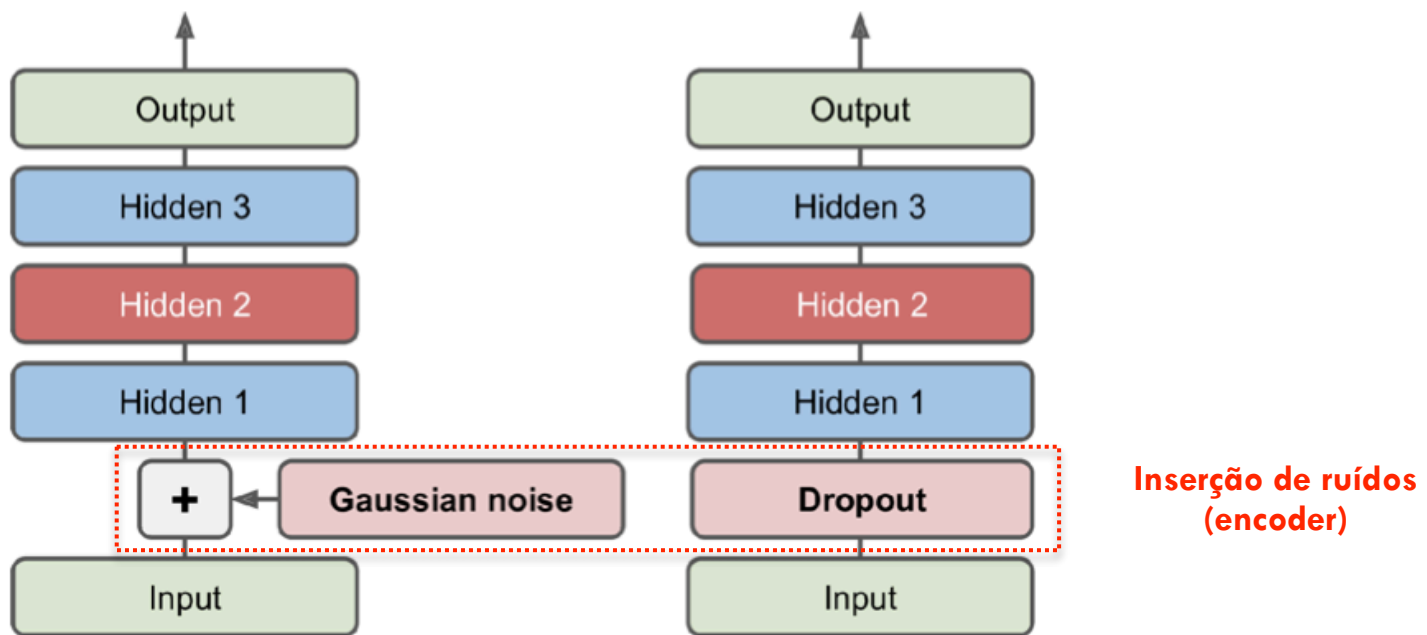 Output
Hidden 3
Hidden 2
Hidden 1
+
Gaussian noise
Input
Output
Hidden 3
Hidden 2
Hidden 1
Dropout
Input
Inserção de ruídos
(encoder)